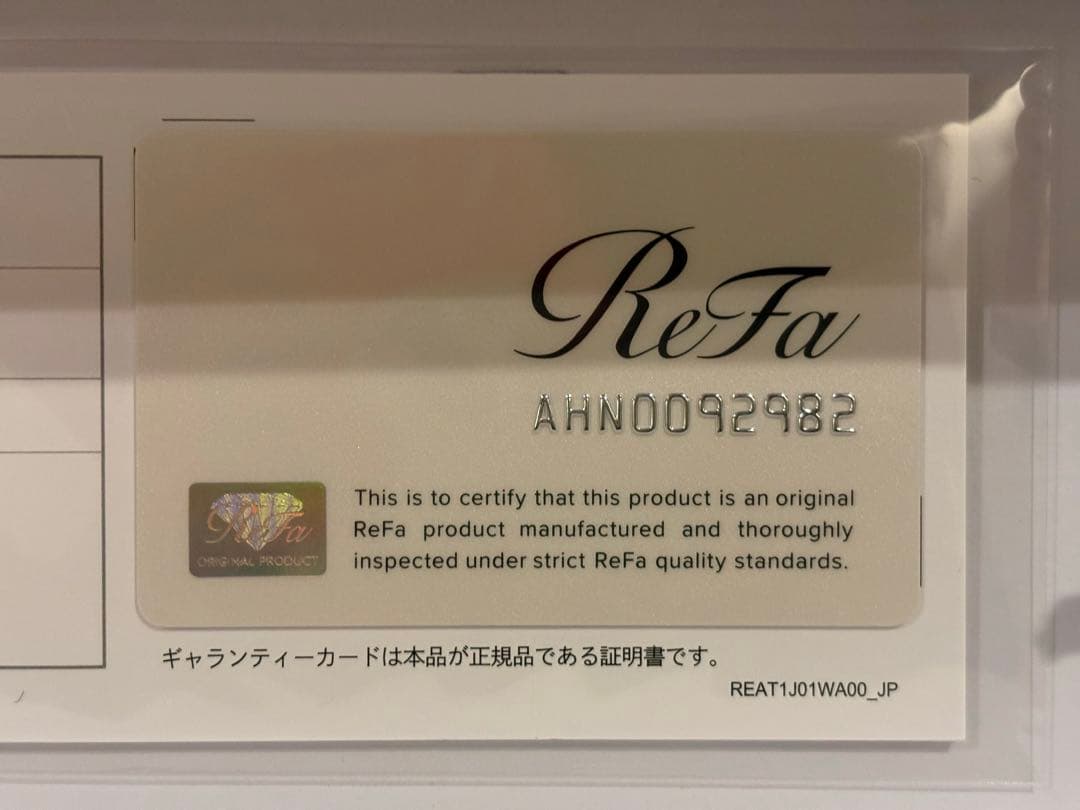 ReFa
AHN0092982
ReFa
ORIGINAL PRODUCT
This is to certify that this product is an original
ReFa product manufactured and thoroughly
inspected under strict ReFa quality standards.
ギャランティーカードは本品が正規品である証明書です。
REAT1J01WA00_JP